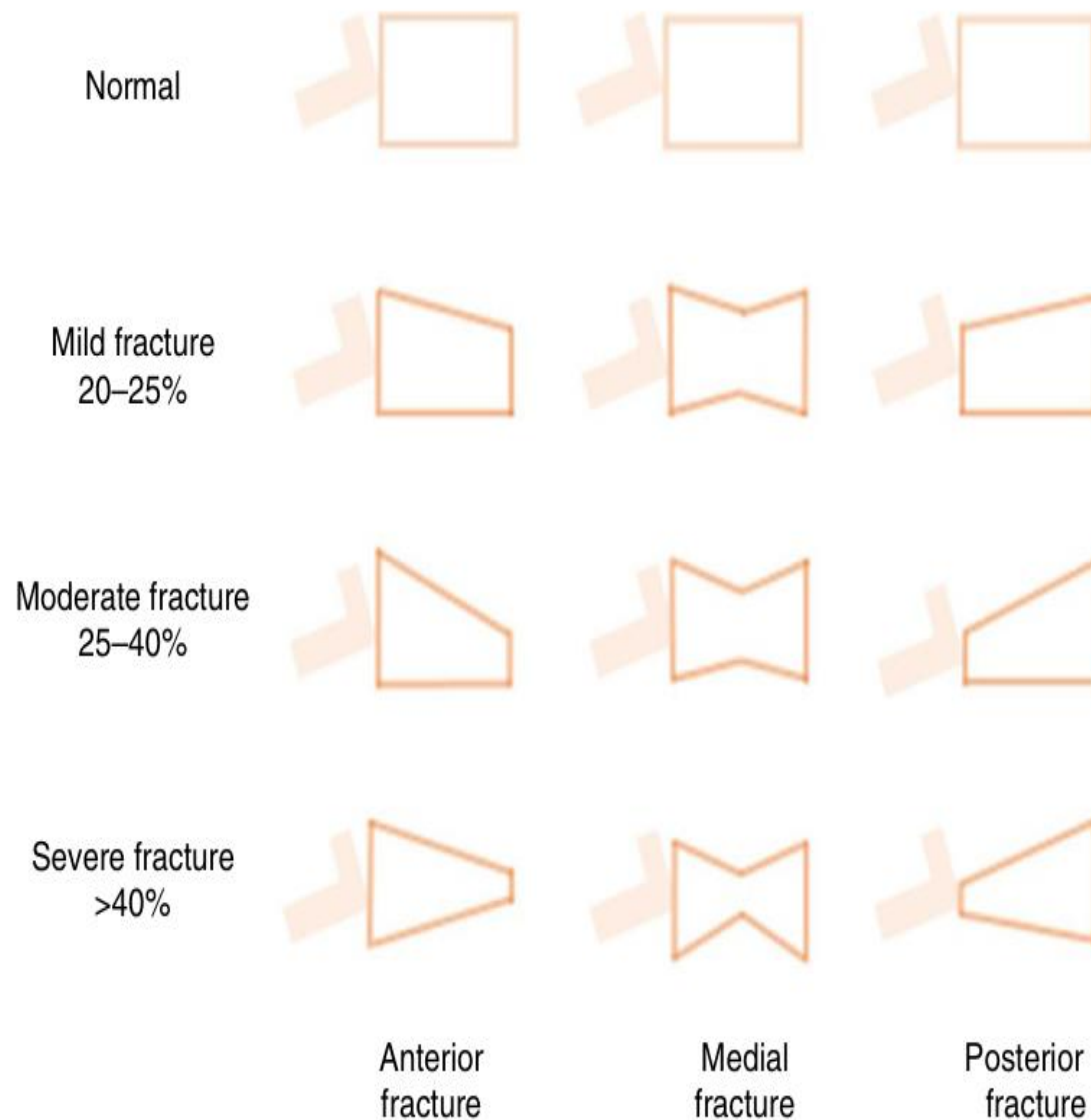 Normal
Mild fracture
20–25%
Moderate fracture
25–40%
Severe fracture
>40%
Anterior
fracture
Medial
fracture
Posterior
fracture